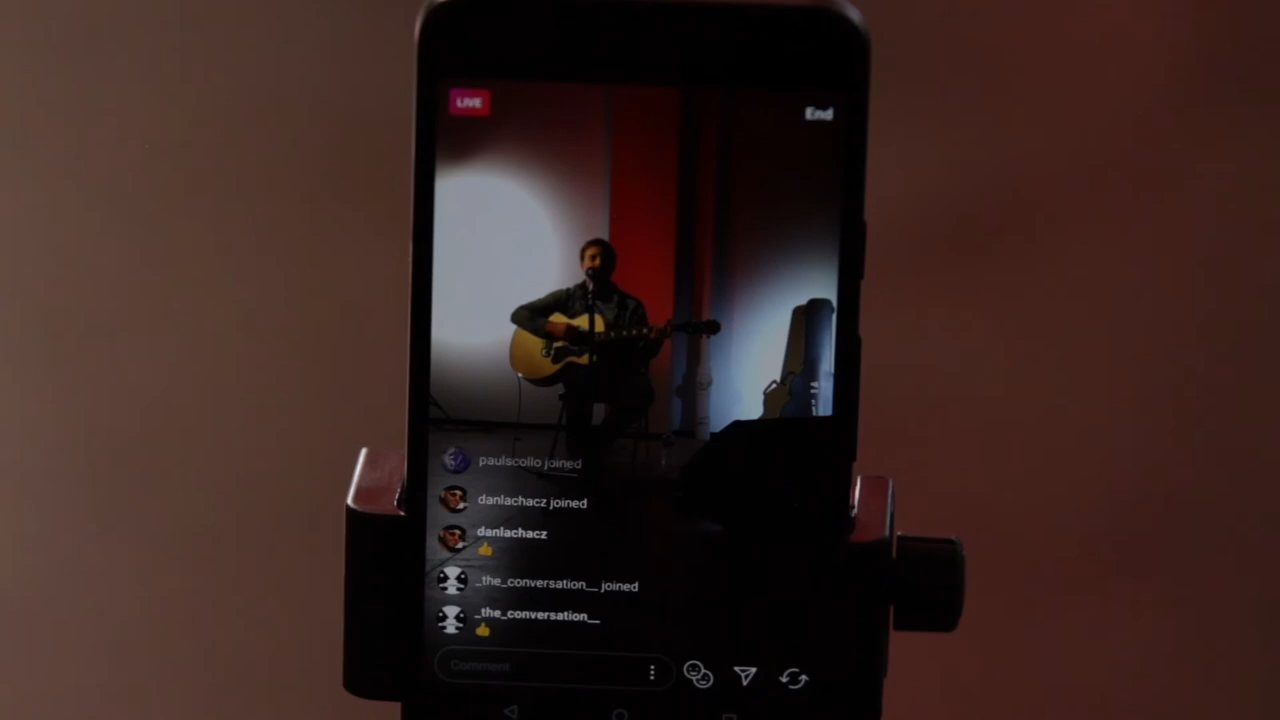 LIVE
End
paulscollo joined
danlachacz joined
danlachacz
👍
_the_conversation__ joined
_the_conversation__
👍
Comment